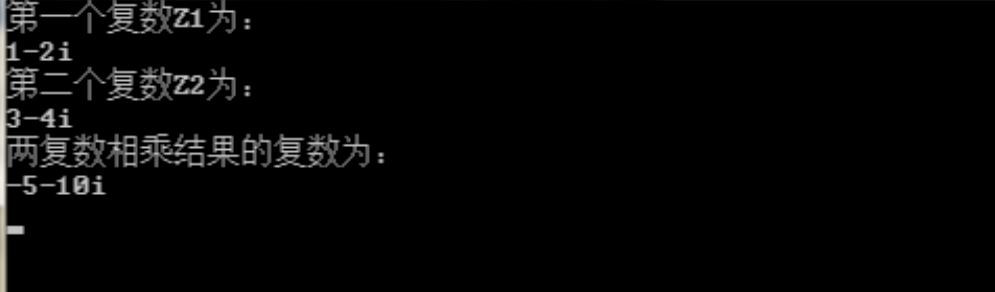 第一个复数Z1为：
1-2i
第二个复数Z2为：
3-4i
两复数相乘结果的复数为：
-5-10i